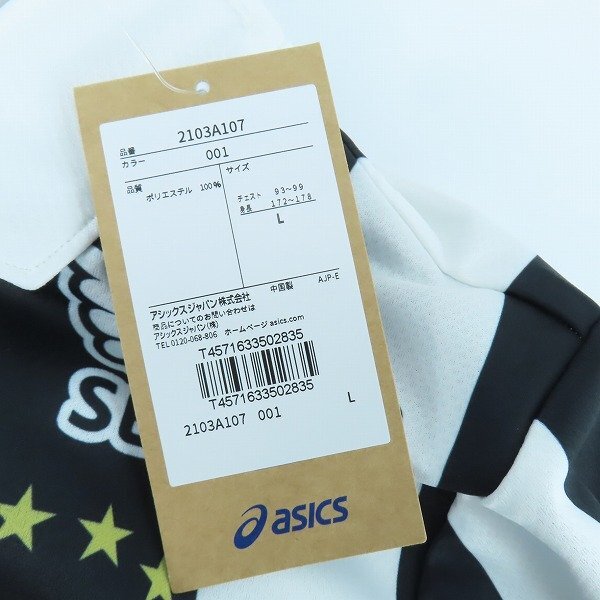 品番 2103A107
カラー 001
品質 サイズ
ポリエステル 100%
チェスト 93～99
身長 172～178
L
アシックスジャパン株式会社 中国製 AJP-E
商品についてのお問い合わせは
アシックスジャパン(株)
TEL 0120-068-806 ホームページ asics.com
T4571633502835
T4571633502835
2103A107 001 L
asics